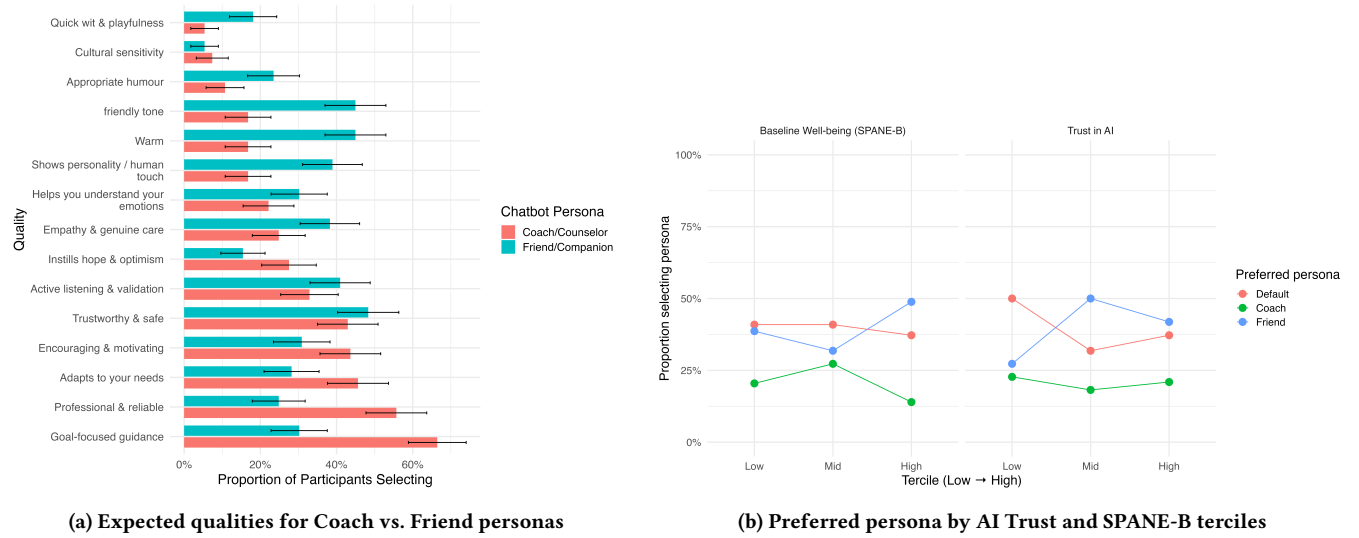 Quality
Quick wit & playfulness
Cultural sensitivity
Appropriate humour
friendly tone
Warm
Shows personality / human
touch
Helps you understand your
emotions
Empathy & genuine care
Instills hope & optimism
Active listening & validation
Trustworthy & safe
Encouraging & motivating
Adapts to your needs
Professional & reliable
Goal-focused guidance
0% 20% 40% 60%
Proportion of Participants Selecting
Chatbot Persona
Coach/Counselor
Friend/Companion
(a) Expected qualities for Coach vs. Friend personas
Baseline Well-being (SPANE-B) Trust in AI
Proportion selecting persona
100%
75%
50%
25%
0%
Low Mid High Low Mid High
Tercile (Low → High)
Preferred persona
Default
Coach
Friend
(b) Preferred persona by AI Trust and SPANE-B terciles